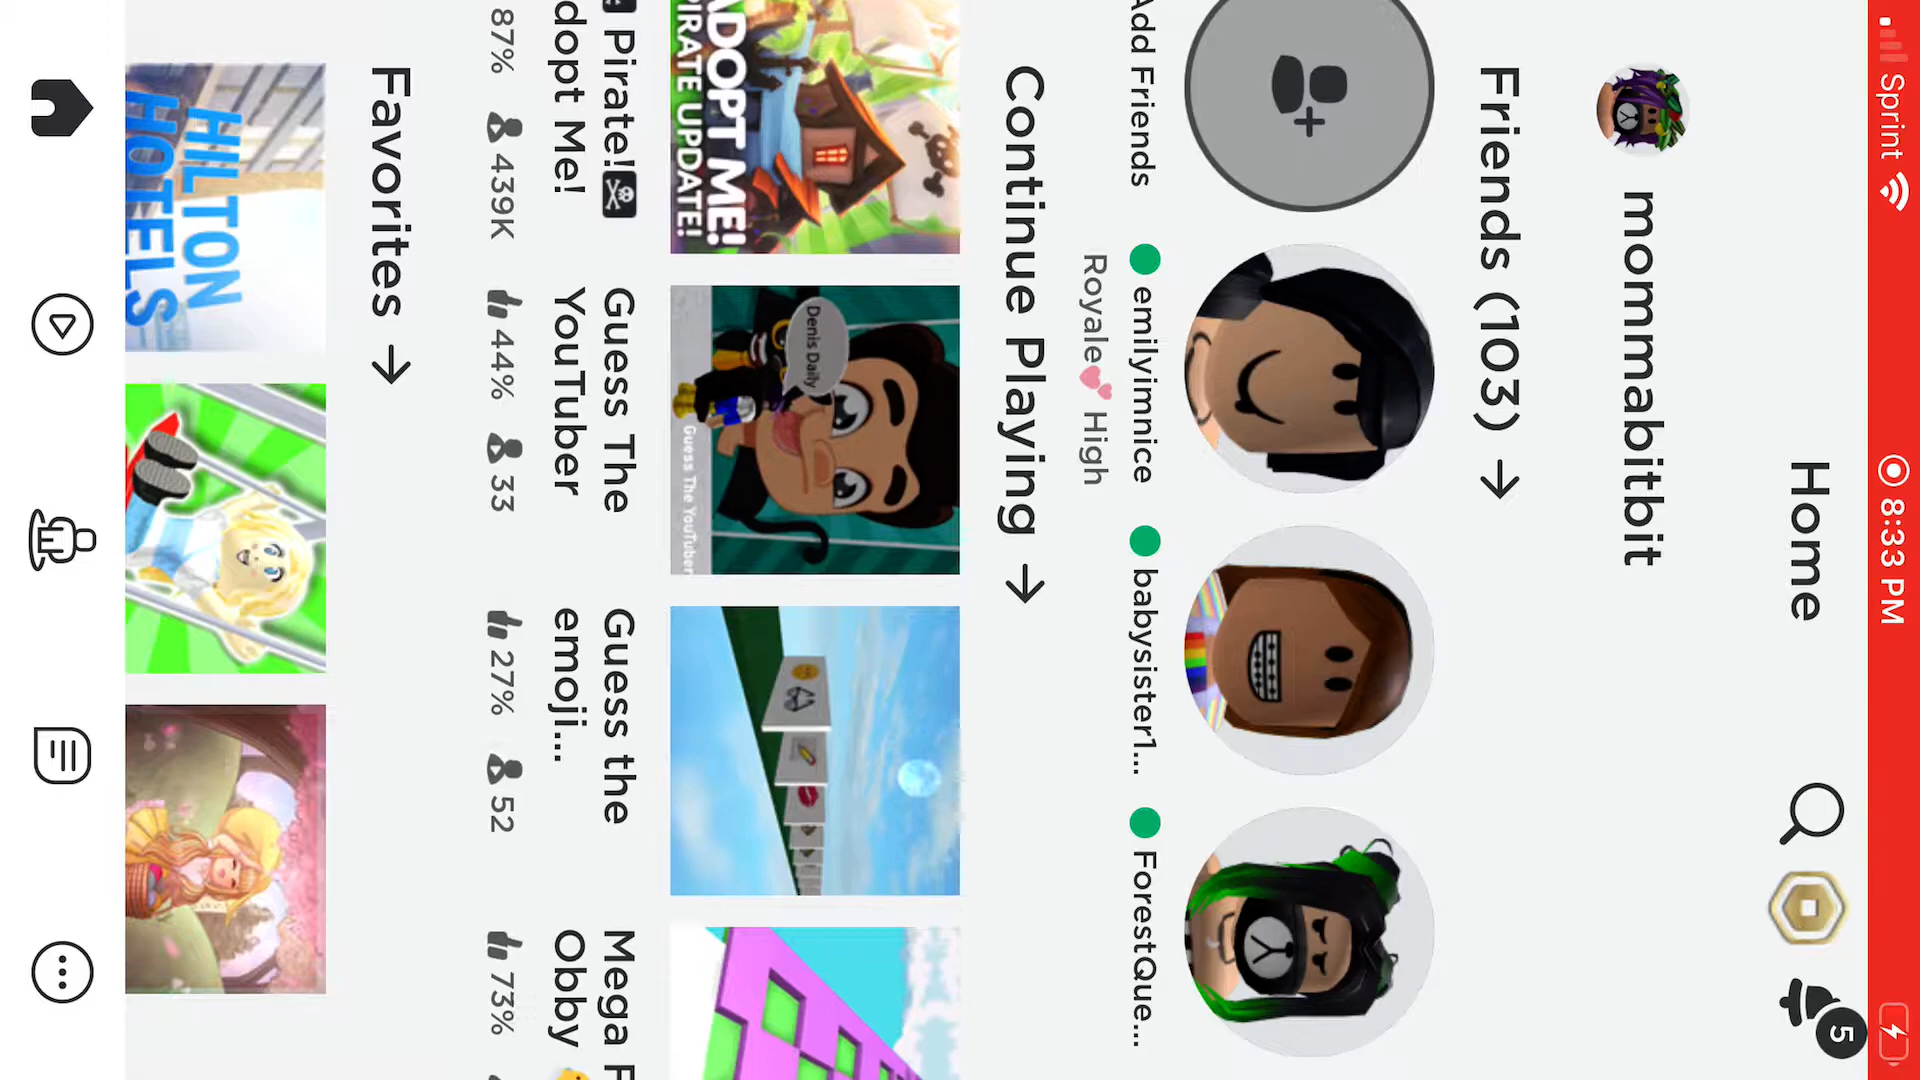 Sprint 8:33 PM
Home
5
mommabitbit
Friends (103) →
Add Friends
emilyimnice
Royale💕 High
babysister1...
ForestQue...
Continue Playing →
ADOPT ME!
PIRATE UPDATE!
Denis Daily
Guess The YouTuber
Pirate!☠
dopt Me!
87% 439K
Guess The
YouTuber
44% 33
Guess the
emoji...
27% 52
Mega F
Obby
73%
Favorites →
HILTON
HOTELS